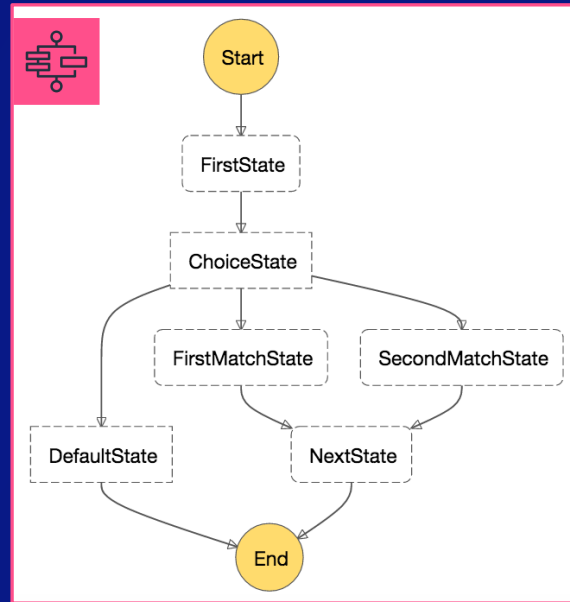 Start
FirstState
ChoiceState
FirstMatchState
SecondMatchState
DefaultState
NextState
End